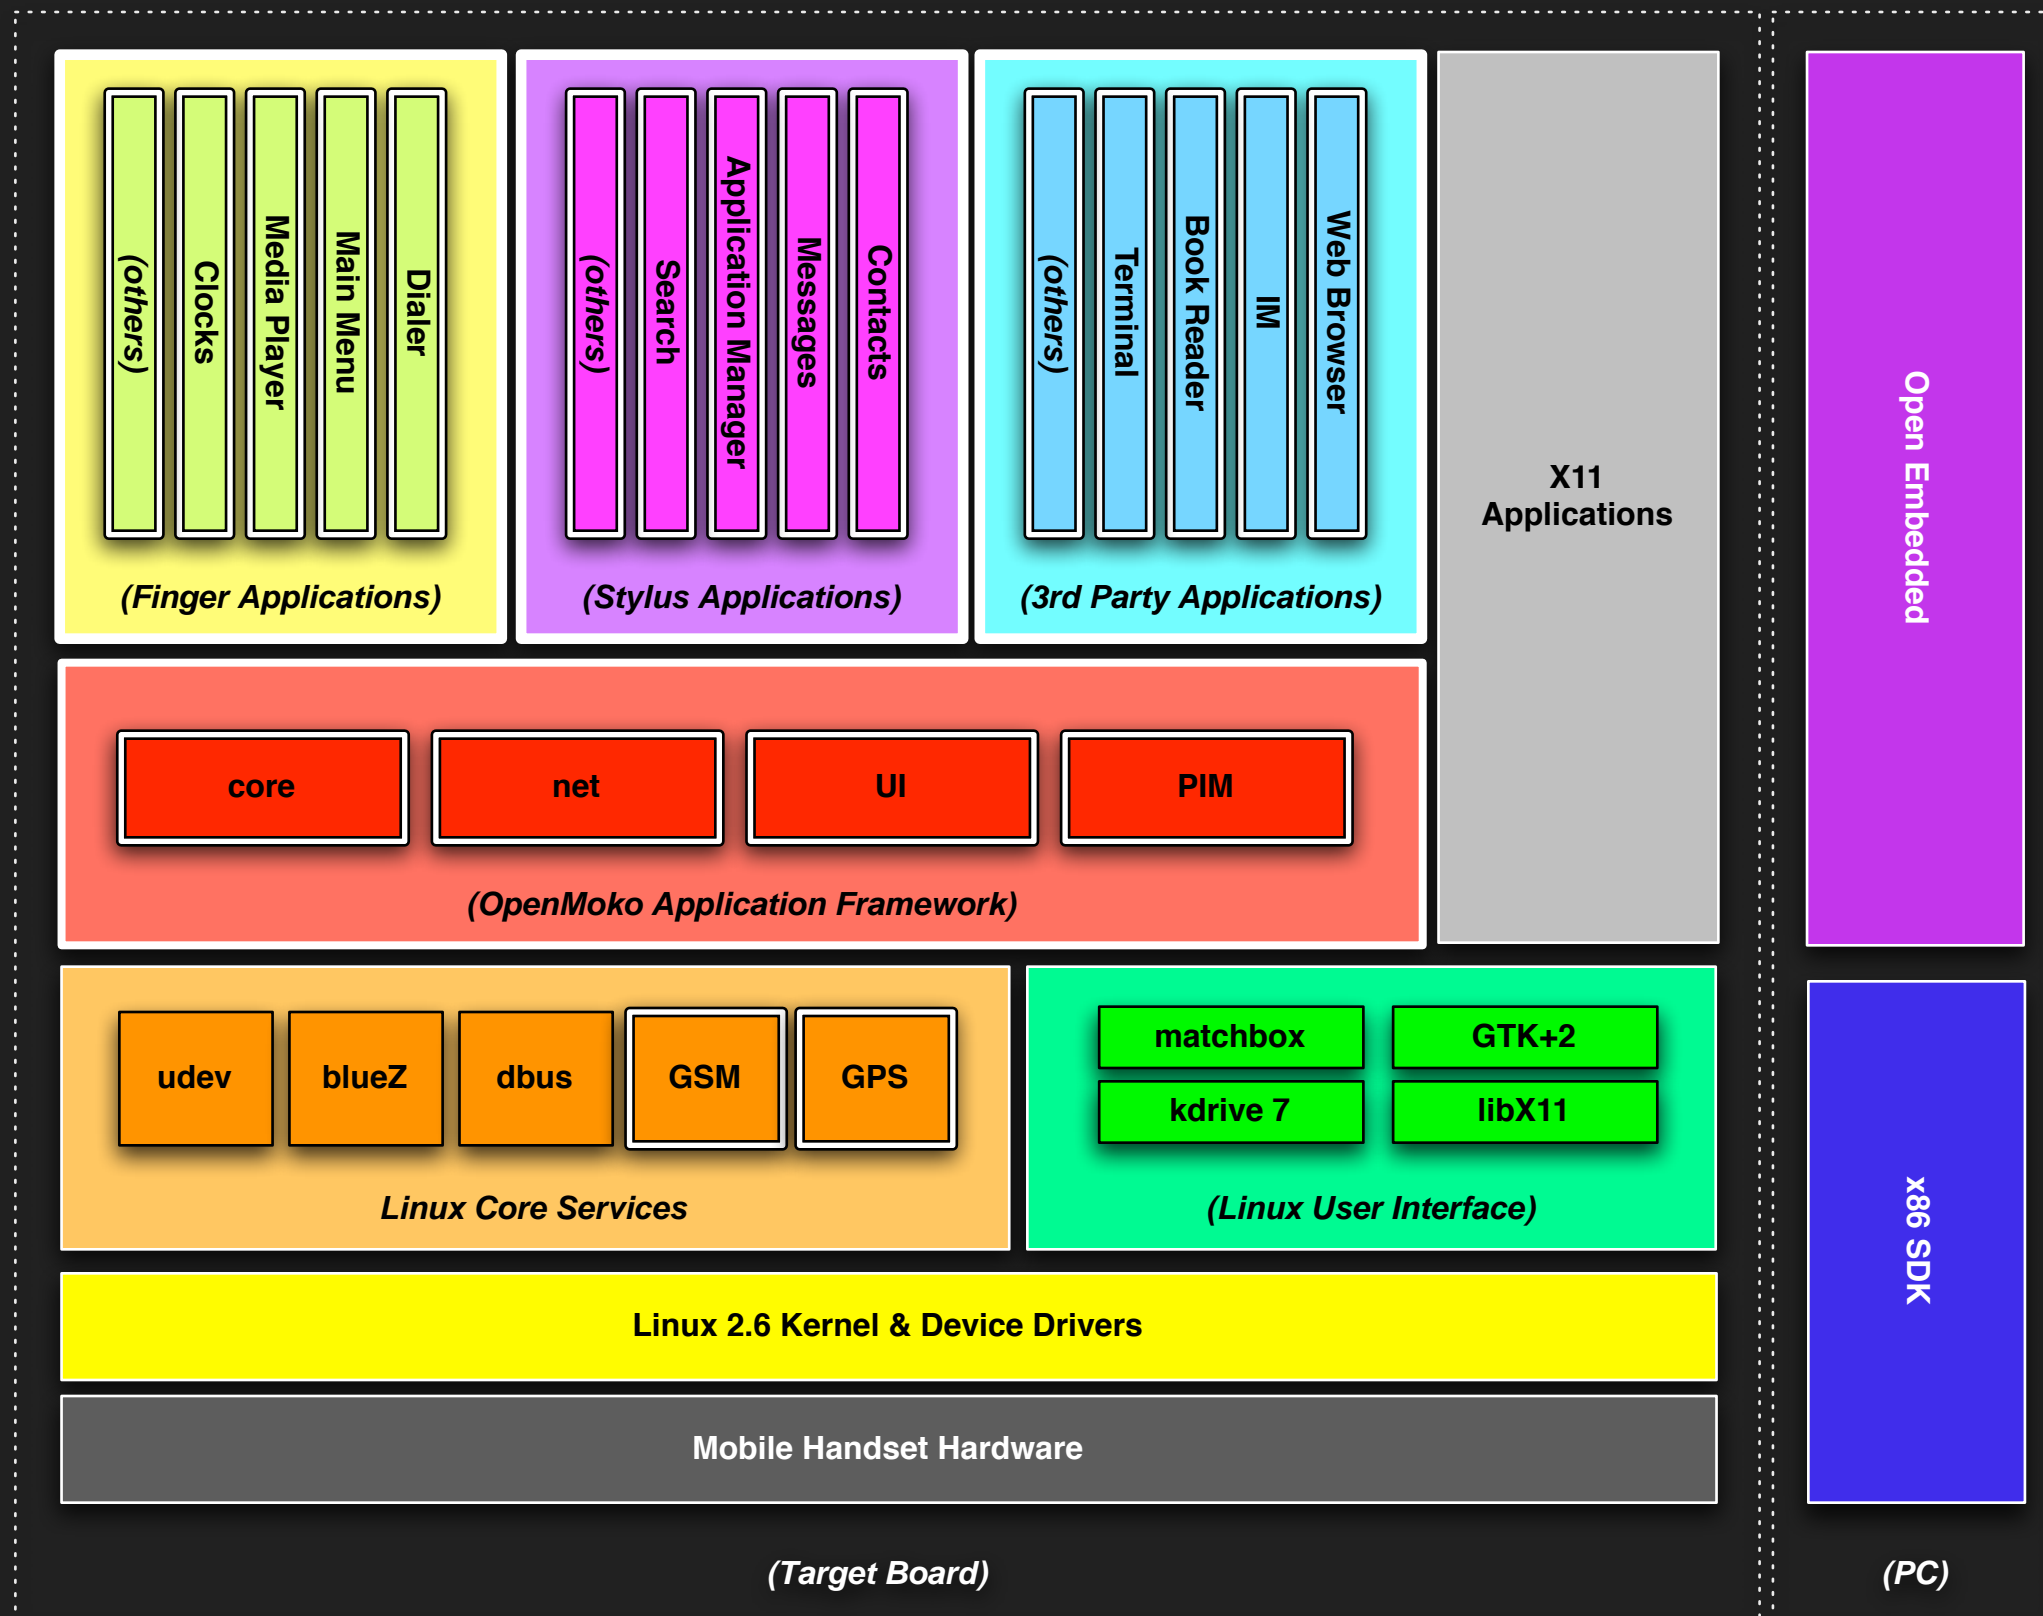 (others)
Clocks
Media Player
Main Menu
Dialer
(Finger Applications)
(others)
Search
Application Manager
Messages
Contacts
(Stylus Applications)
(others)
Terminal
Book Reader
IM
Web Browser
(3rd Party Applications)
X11
Applications
core
net
UI
PIM
(OpenMoko Application Framework)
udev
blueZ
dbus
GSM
GPS
Linux Core Services
matchbox
GTK+2
kdrive 7
libX11
(Linux User Interface)
Linux 2.6 Kernel & Device Drivers
Mobile Handset Hardware
(Target Board)
Open Embedded
x86 SDK
(PC)